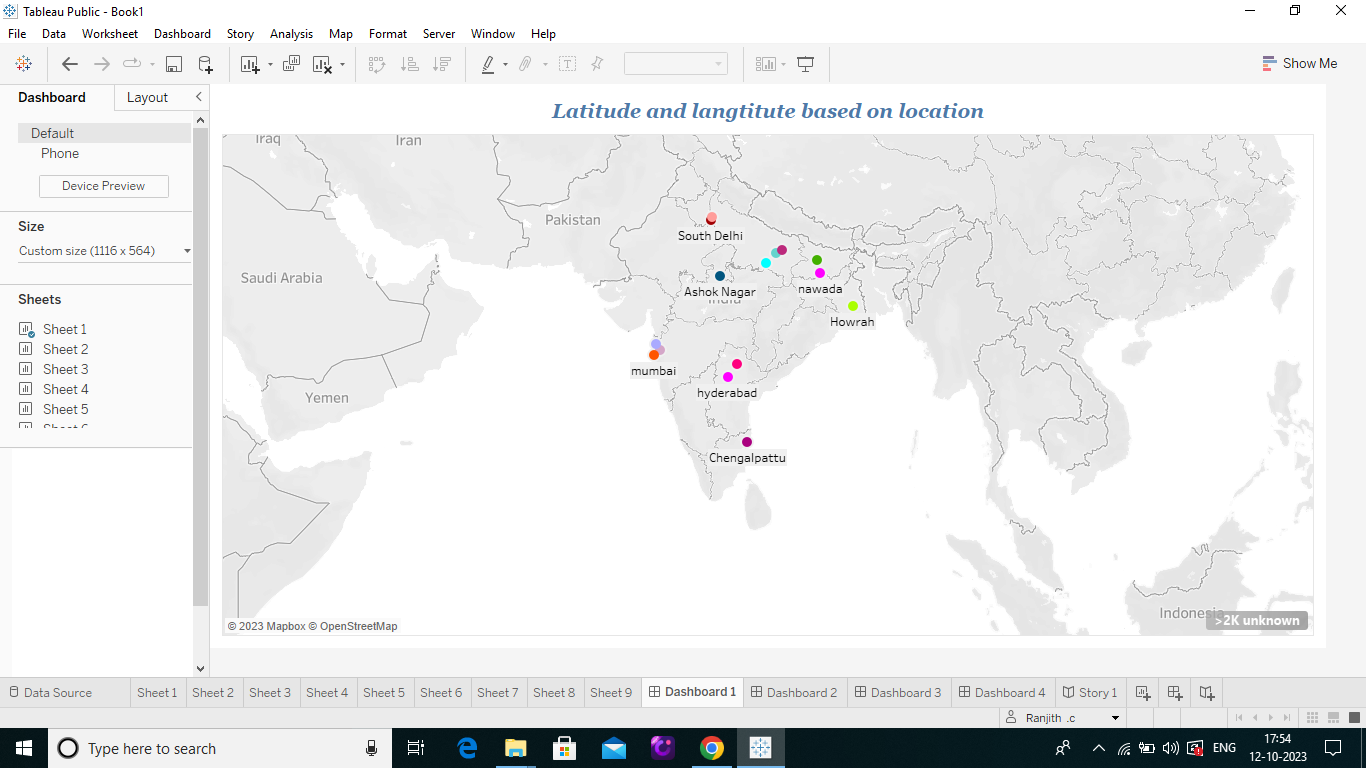 Tableau Public - Book1
File Data Worksheet Dashboard Story Analysis Map Format Server Window Help
Show Me
Dashboard Layout
Default
Phone
Device Preview
Size
Custom size (1116 x 564)
Sheets
Sheet 1
Sheet 2
Sheet 3
Sheet 4
Sheet 5
Latitude and langtitute based on location
Iraq
Iran
Pakistan
South Delhi
Saudi Arabia
Ashok Nagar
nawada
India
Howrah
mumbai
hyderabad
Yemen
Chengalpattu
Indonesia
>2K unknown
© 2023 Mapbox © OpenStreetMap
Data Source Sheet 1 Sheet 2 Sheet 3 Sheet 4 Sheet 5 Sheet 6 Sheet 7 Sheet 8 Sheet 9 Dashboard 1 Dashboard 2 Dashboard 3 Dashboard 4 Story 1
Ranjith .c
Type here to search
ENG
17:54
12-10-2023